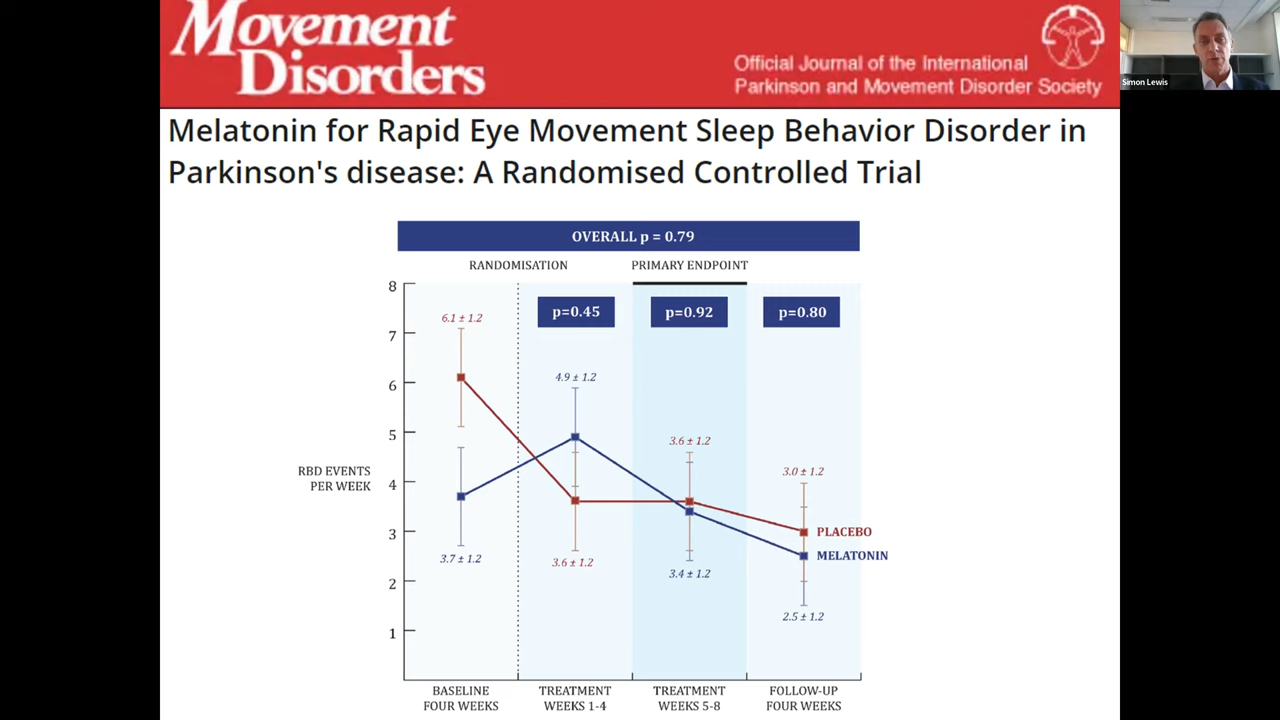 Movement
Disorders
Official Journal of the International
Parkinson and Movement Disorder Society
Simon Lewis
Melatonin for Rapid Eye Movement Sleep Behavior Disorder in
Parkinson's disease: A Randomised Controlled Trial
OVERALL p = 0.79
RANDOMISATION
PRIMARY ENDPOINT
8
7
6
5
4
3
2
1
p=0.45
p=0.92
p=0.80
6.1 ± 1.2
4.9 ± 1.2
3.6 ± 1.2
3.0 ± 1.2
RBD EVENTS
PER WEEK
PLACEBO
MELATONIN
3.7 ± 1.2
3.6 ± 1.2
3.4 ± 1.2
2.5 ± 1.2
BASELINE
FOUR WEEKS
TREATMENT
WEEKS 1-4
TREATMENT
WEEKS 5-8
FOLLOW-UP
FOUR WEEKS